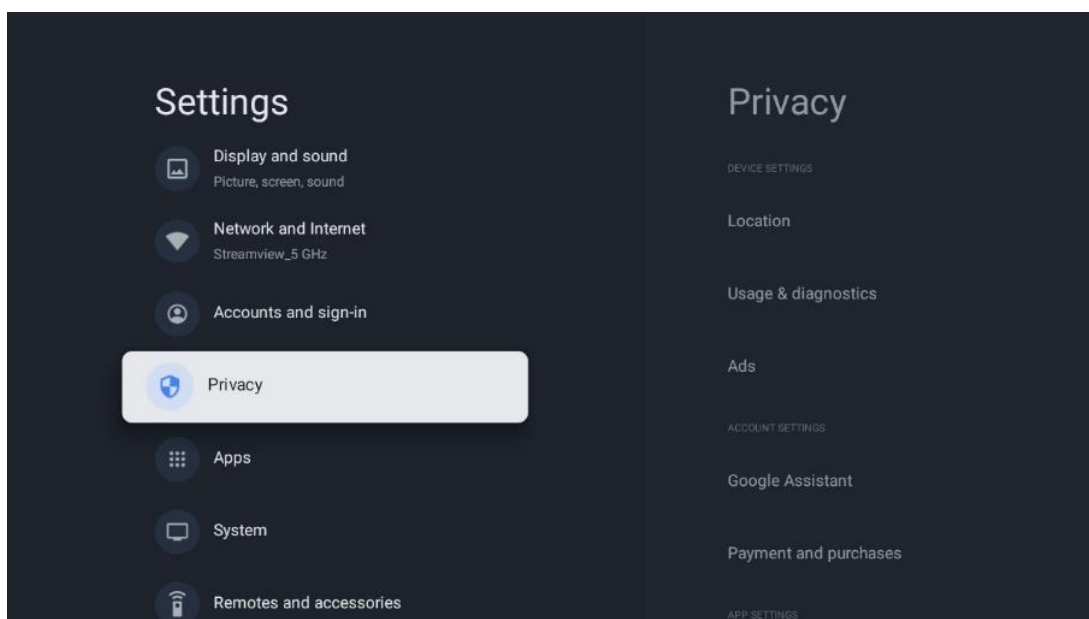 Settings
Display and sound
Picture, screen, sound
Network and Internet
Streamview_5 GHz
Accounts and sign-in
Privacy
Apps
System
Remotes and accessories
Privacy
DEVICE SETTINGS
Location
Usage & diagnostics
Ads
ACCOUNT SETTINGS
Google Assistant
Payment and purchases
APP SETTINGS